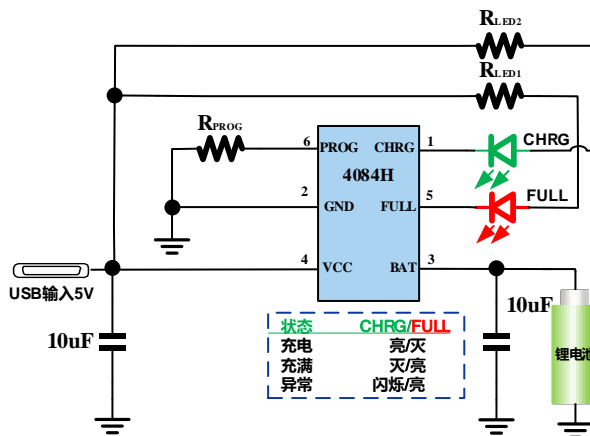 RLED2
RLED1
RPROG
6 PROG CHRG 1 CHRG
4084H
2 GND FULL 5 FULL
4 VCC BAT 3
USB输入5V
10uF
10uF
锂电池
状态 CHRG/FULL
充电 亮/灭
充满 灭/亮
异常 闪烁/亮